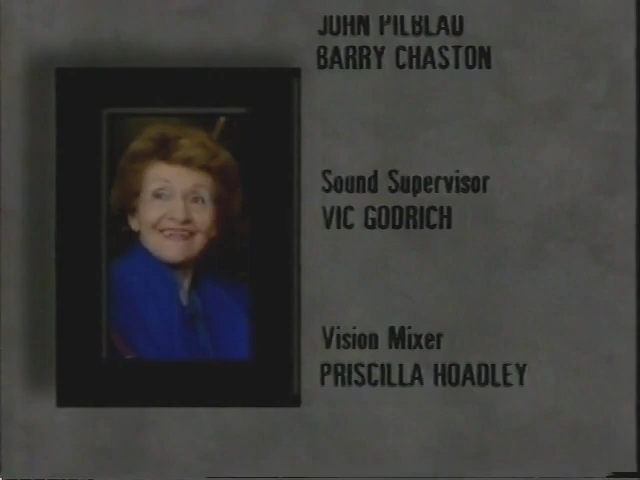 JOHN PILBLAD
BARRY CHASTON
Sound Supervisor
VIC GODRICH
Vision Mixer
PRISCILLA HOADLEY